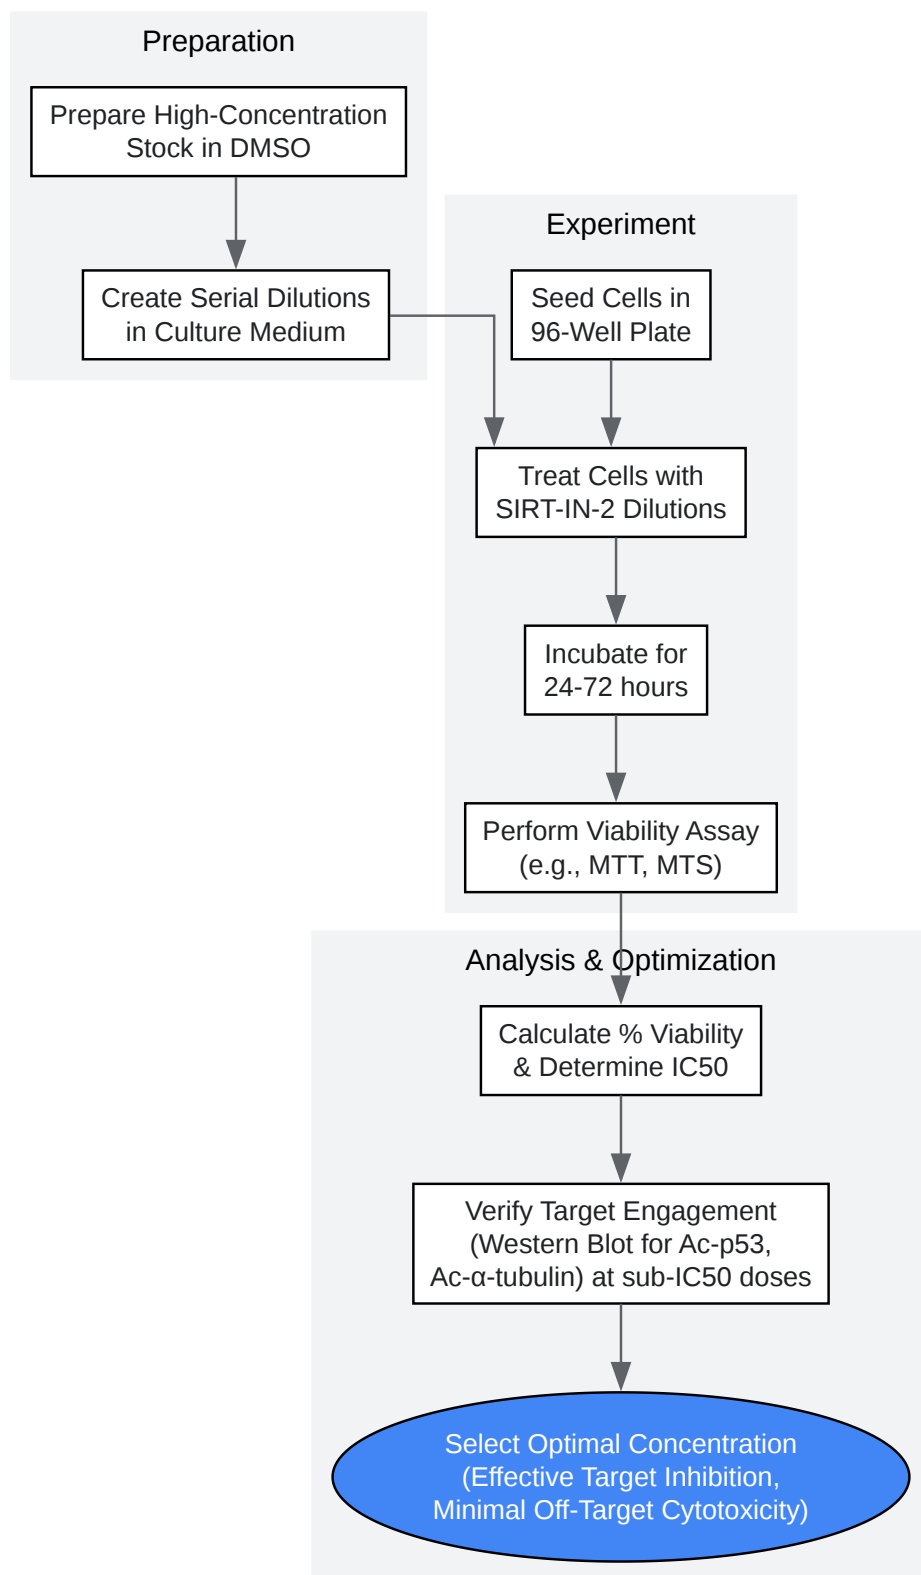 Preparation
Prepare High-Concentration
Stock in DMSO
Create Serial Dilutions
in Culture Medium
Experiment
Seed Cells in
96-Well Plate
Treat Cells with
SIRT-IN-2 Dilutions
Incubate for
24-72 hours
Perform Viability Assay
(e.g., MTT, MTS)
Analysis & Optimization
Calculate % Viability
& Determine IC50
Verify Target Engagement
(Western Blot for Ac-p53,
Ac-α-tubulin) at sub-IC50 doses
Select Optimal Concentration
(Effective Target Inhibition,
Minimal Off-Target Cytotoxicity)